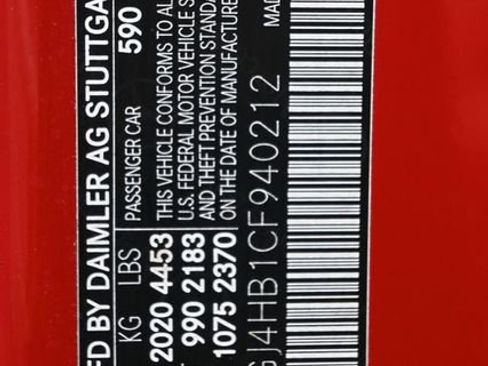 FD BY DAIMLER AG STUTTGA
KG LBS PASSENGER CAR 590
2020 4453
990 2183
1075 2370
THIS VEHICLE CONFORMS TO AL
U.S. FEDERAL MOTOR VEHICLE S
AND THEFT PREVENTION STANDA
ON THE DATE OF MANUFACTURE
MAD
GJ4HB1CF940212